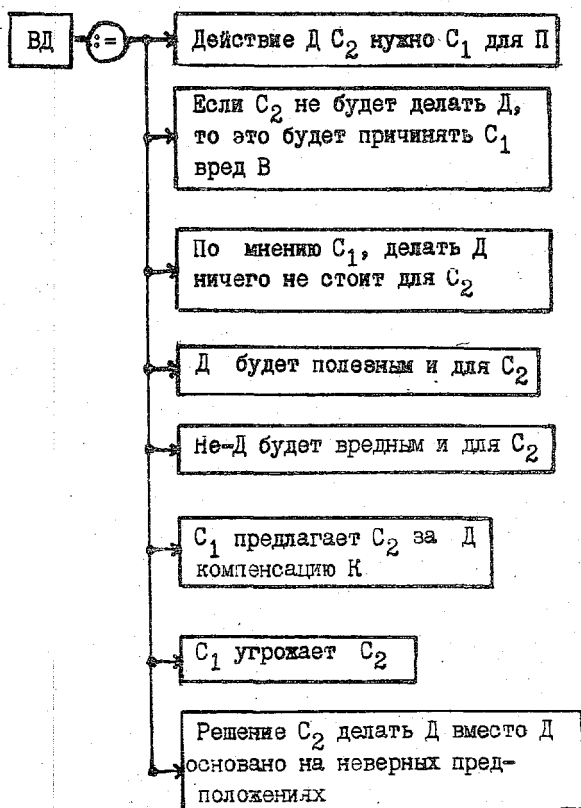 ВД := Действие Д С₂ нужно С₁ для П
Если С₂ не будет делать Д,
то это будет причинять С₁
вред В
По мнению С₁, делать Д
ничего не стоит для С₂
Д будет полезным и для С₂
Не-Д будет вредным и для С₂
С₁ предлагает С₂ за Д
компенсацию К
С₁ угрожает С₂
Решение С₂ делать Д вместо Д
основано на неверных пред-
положениях